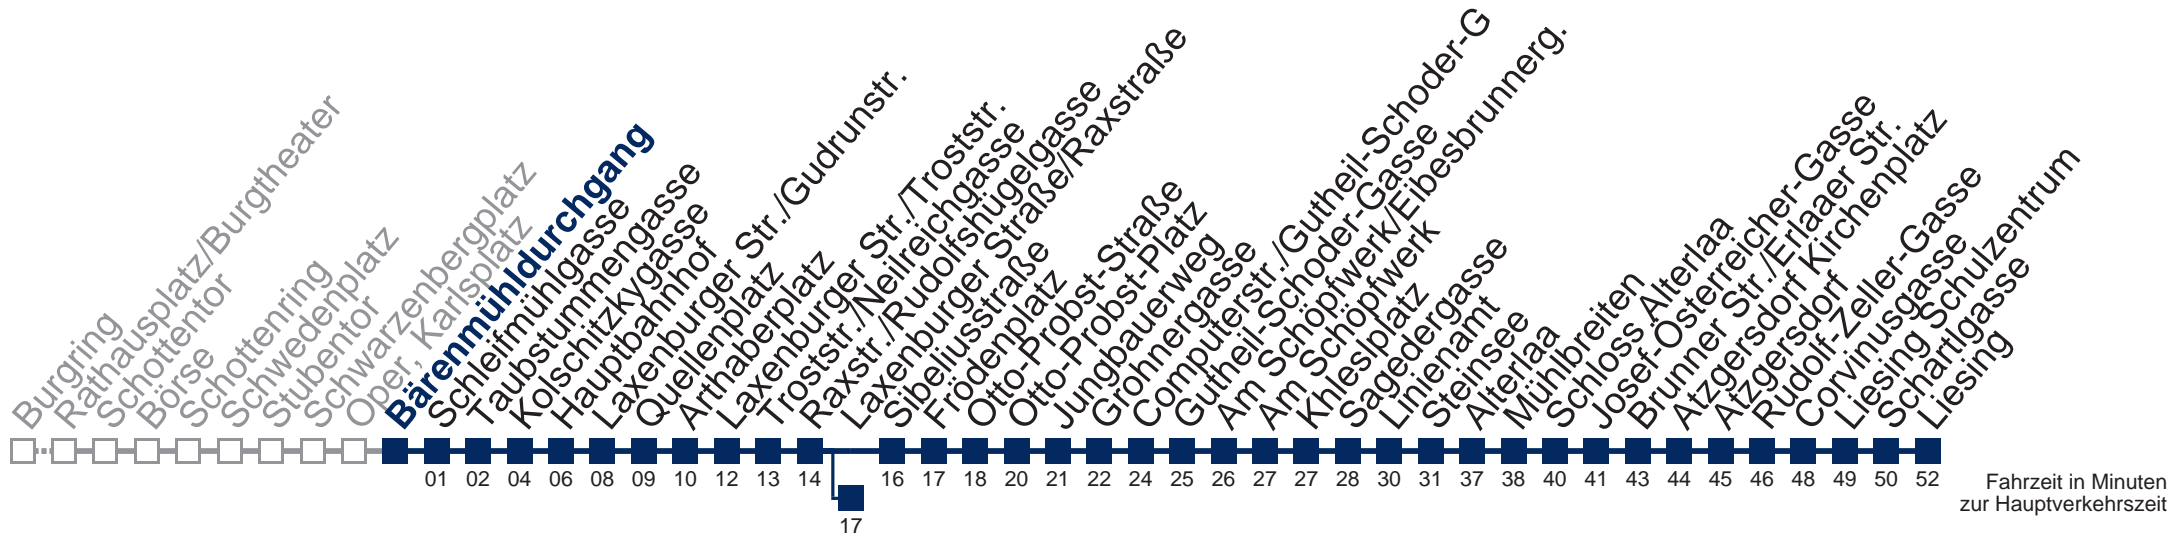 Burgring
Rathausplatz/Burgtheater
Schottentor
Börse
Schottenring
Schwedenplatz
Stubentor
Schwarzenbergplatz
Oper, Karlsplatz
Bärenmühldurchgang
Schleifmühlgasse
Taubstummengasse
Kolschitzkygasse
Hauptbahnhof
Laxenburger Str./Gudrunstr.
Quellenplatz
Arthaberplatz
Laxenburger Str./Troststr.
Troststr./Neilreichgasse
Raxstr./Rudolfshügelgasse
Laxenburger Straße/Raxstraße
Sibeliusstraße
Frödenplatz
Otto-Probst-Straße
Otto-Probst-Platz
Jungbauerweg
Grohnergasse
Computerstr./Gutheil-Schoder-G
Gutheil-Schoder-Gasse
Am Schöpfwerk/Eibesbrunnerg.
Am Schöpfwerk
Khleslplatz
Sagedergasse
Linienamt
Steinsee
Alterlaa
Mühlbreiten
Schloss Alterlaa
Josef-Österreicher-Gasse
Brunner Str./Erlaaer Str.
Atzgersdorf Kirchenplatz
Atzgersdorf
Rudolf-Zeller-Gasse
Corvinusgasse
Liesing Schulzentrum
Schartlgasse
Liesing
01 02 04 06 08 09 10 12 13 14 16 17 18 20 21 22 24 25 26 27 27 28 30 31 37 38 40 41 43 44 45 46 48 49 50 52
17
Fahrzeit in Minuten
zur Hauptverkehrszeit